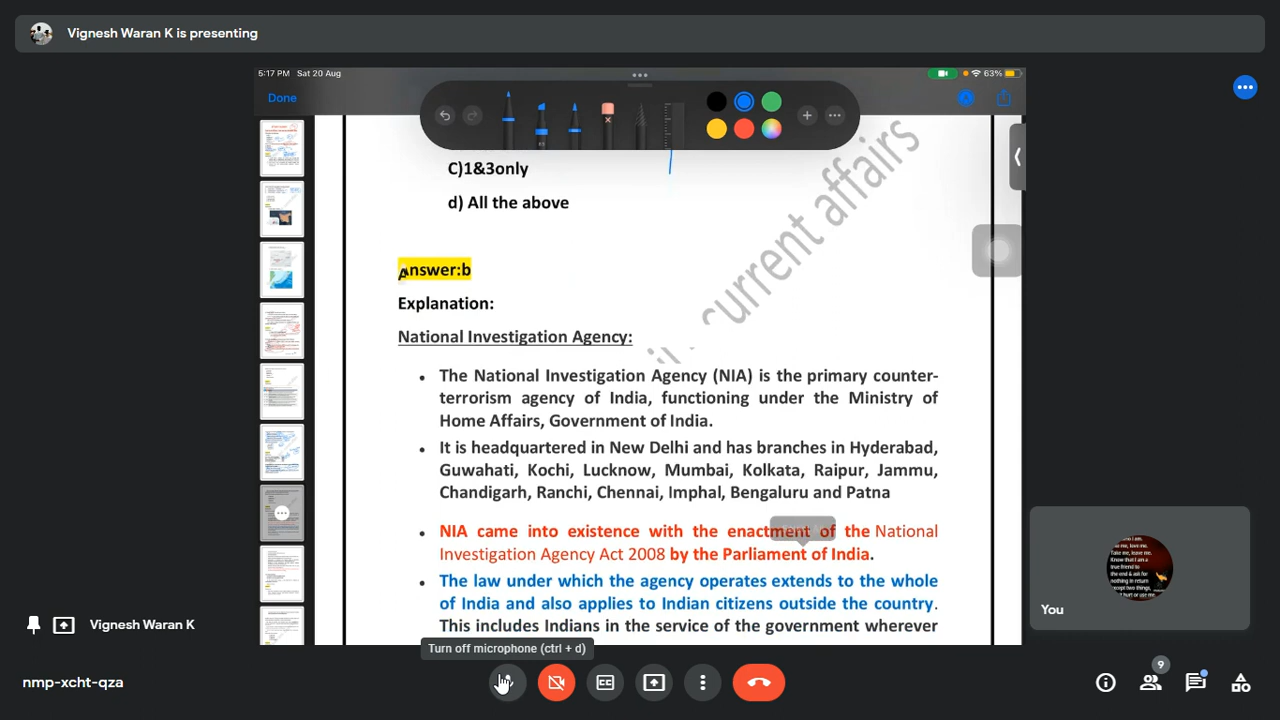 Vignesh Waran K is presenting
5:17 PM Sat 20 Aug
63%
Done
C)1&3only
d) All the above
urrent affairs
Answer:b
Explanation:
National Investigation Agency:
• The National Investigation Agency (NIA) is the primary counter-
terrorism agency of India, functioning under the Ministry of
Home Affairs, Government of India.
• It is headquartered in New Delhi and has branches in Hyderabad,
Guwahati, Kochi, Lucknow, Mumbai, Kolkata, Raipur, Jammu,
Chandigarh, Ranchi, Chennai, Imphal, Bengaluru and Patna
• NIA came into existence with the enactment of the National
Investigation Agency Act 2008 by the Parliament of India.
• The law under which the agency operates extends to the whole
of India and also applies to Indian citizens outside the country.
This includes Indians in the service of the government wherever
You
Vignesh Waran K
Turn off microphone (ctrl + d)
nmp-xcht-qza
9